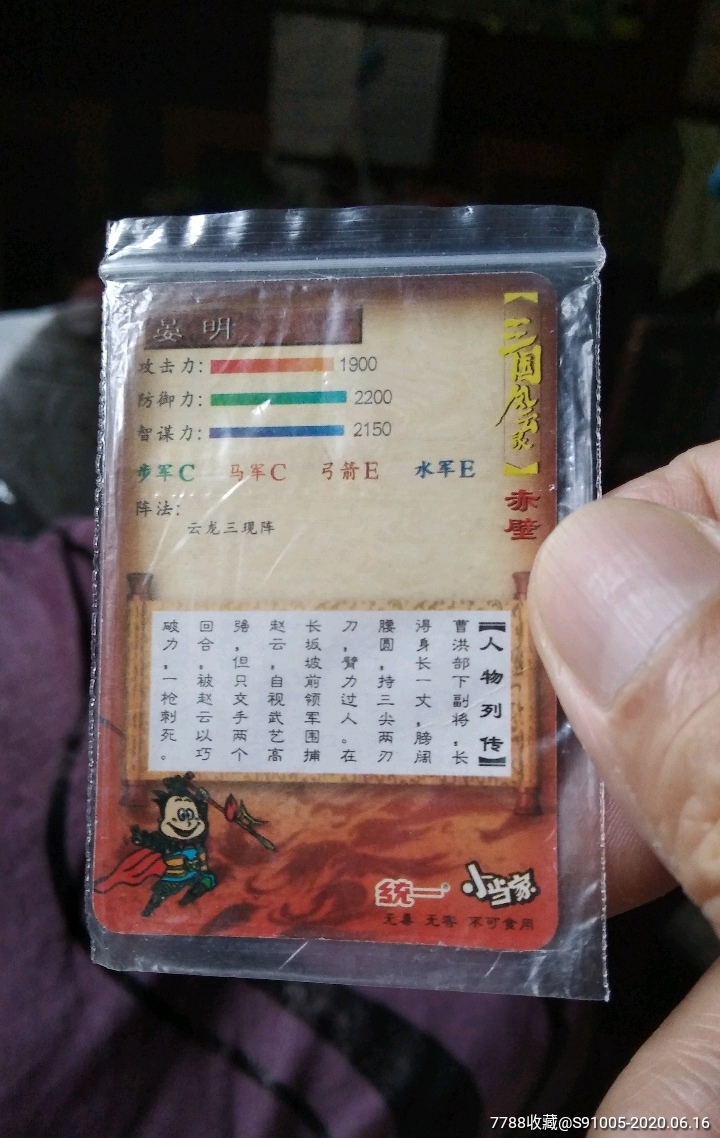 晏明
攻击力：1900
防御力：2200
智谋力：2150
步军C 马军C 弓箭E 水军E
阵法：
云龙三现阵
【三国风云录】
赤壁
【人物列传】
曹洪部下副将，长
得身长一丈，膀阔
腰圆，持三尖两刃
刀，臂力过人。在
长坂坡前领军围捕
赵云，自视武艺高
强，但只交手两个
回合，被赵云以巧
破力，一枪刺死。
统一® 小当家
无毒 无害 不可食用
7788收藏@S91005-2020.06.16